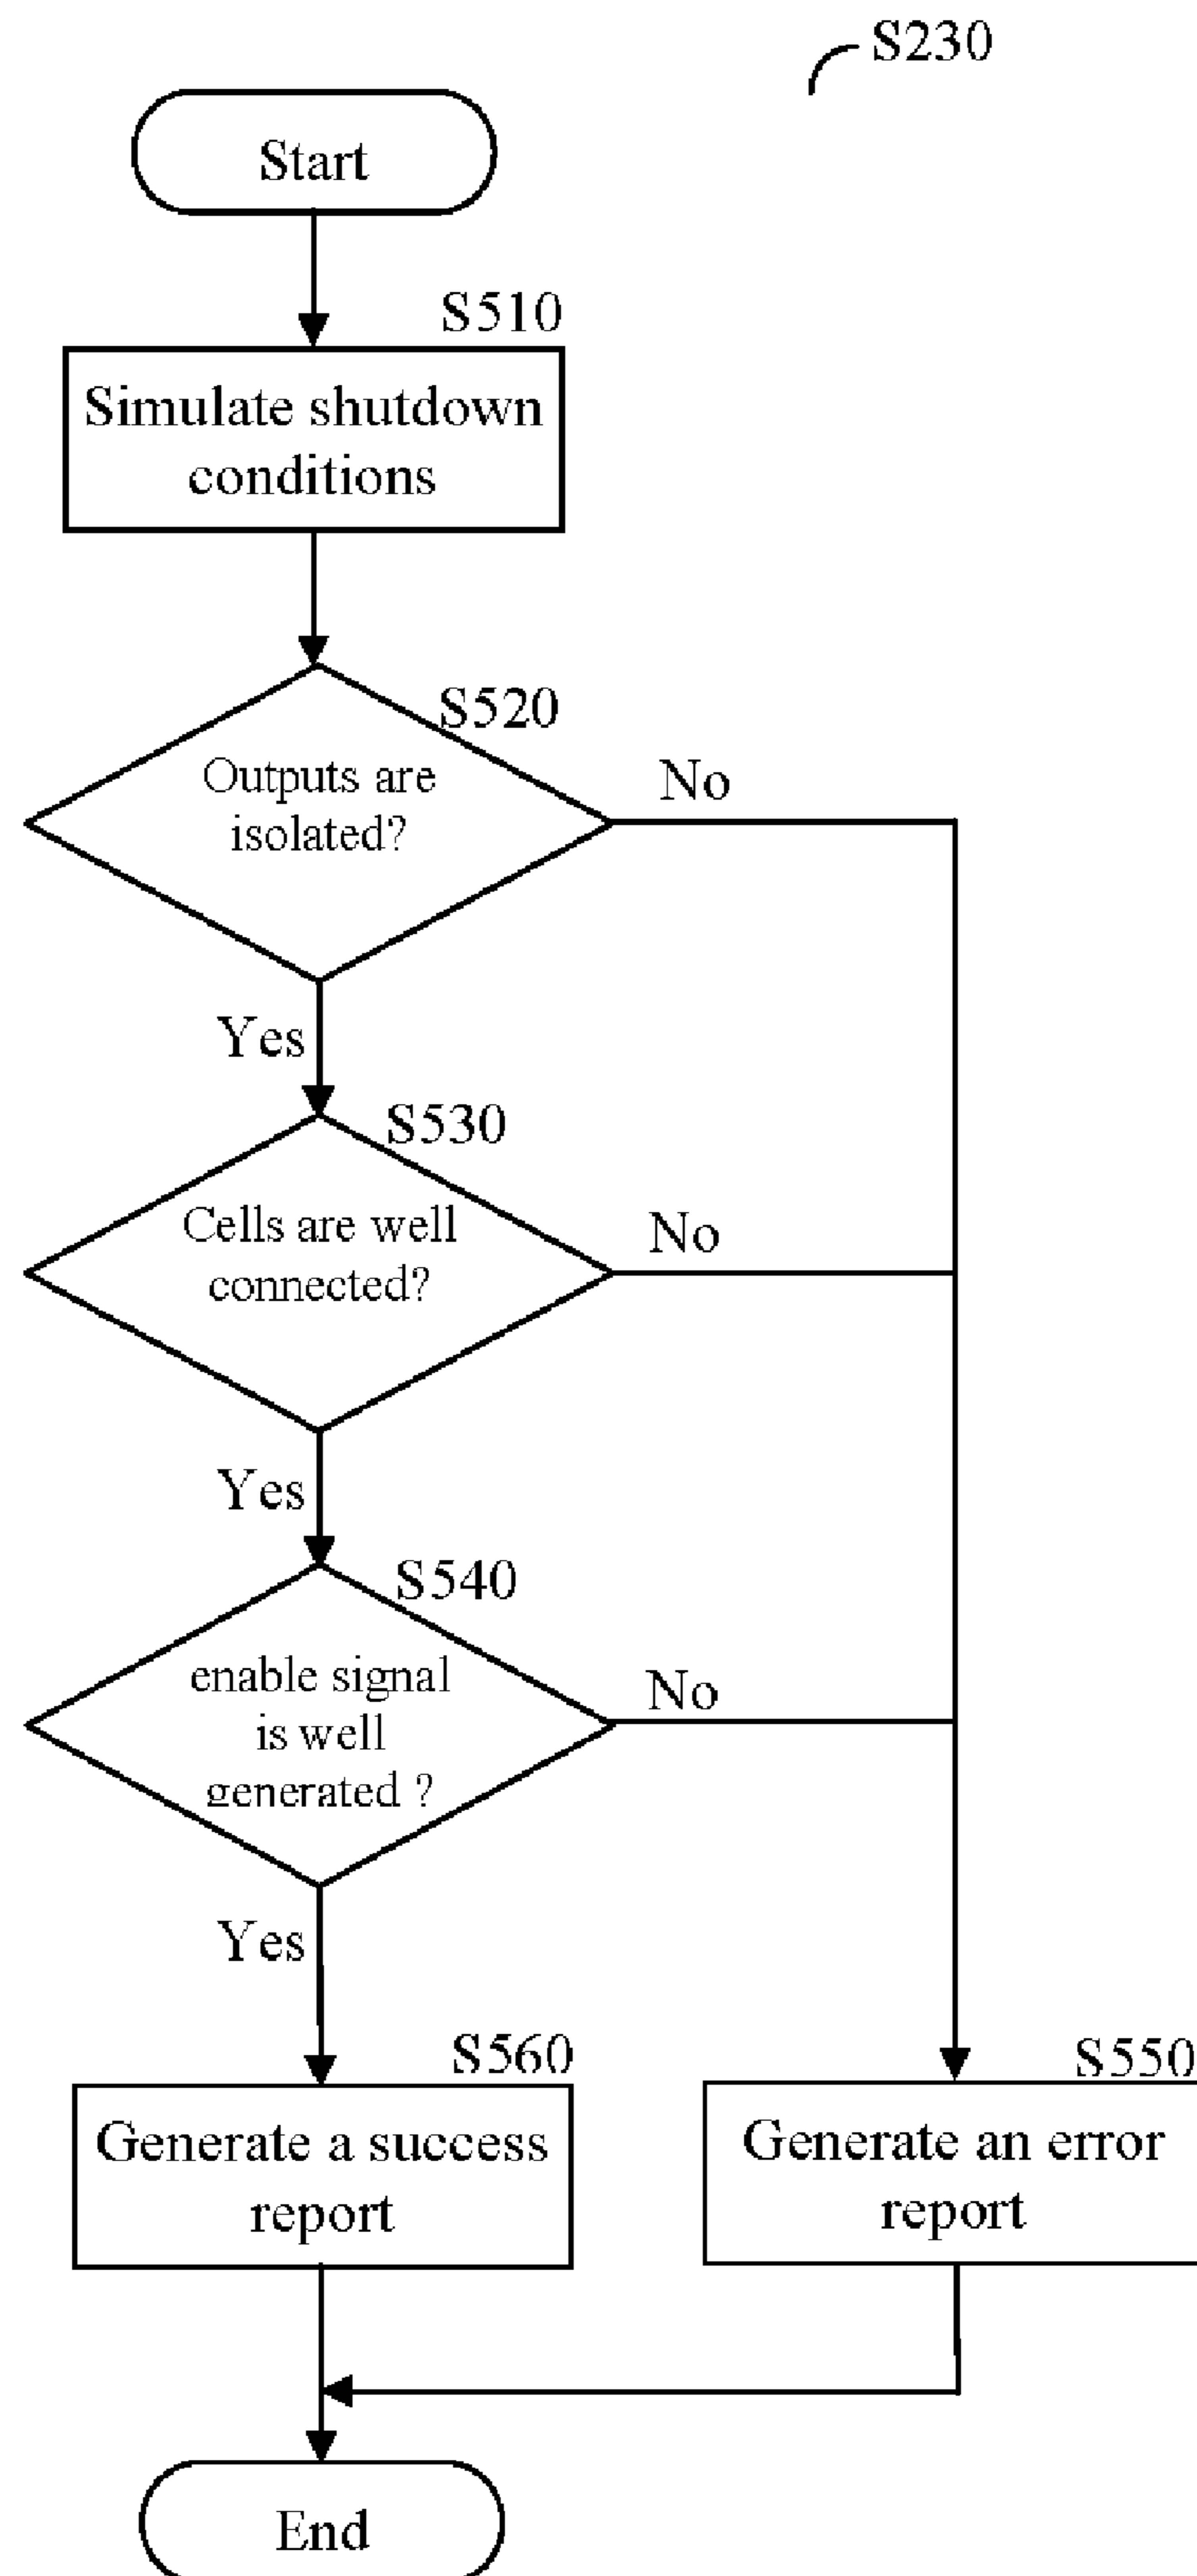 S230
Start
S510
Simulate shutdown
conditions
S520
Outputs are
isolated?
No
Yes
S530
Cells are well
connected?
No
Yes
S540
enable signal
is well
generated ?
No
Yes
S560
Generate a success
report
S550
Generate an error
report
End